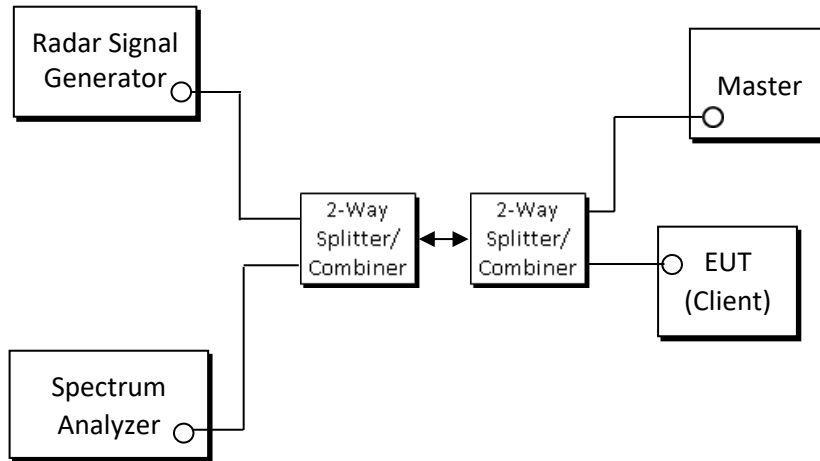 Radar Signal
Generator
Master
2-Way
Splitter/
Combiner
2-Way
Splitter/
Combiner
EUT
(Client)
Spectrum
Analyzer